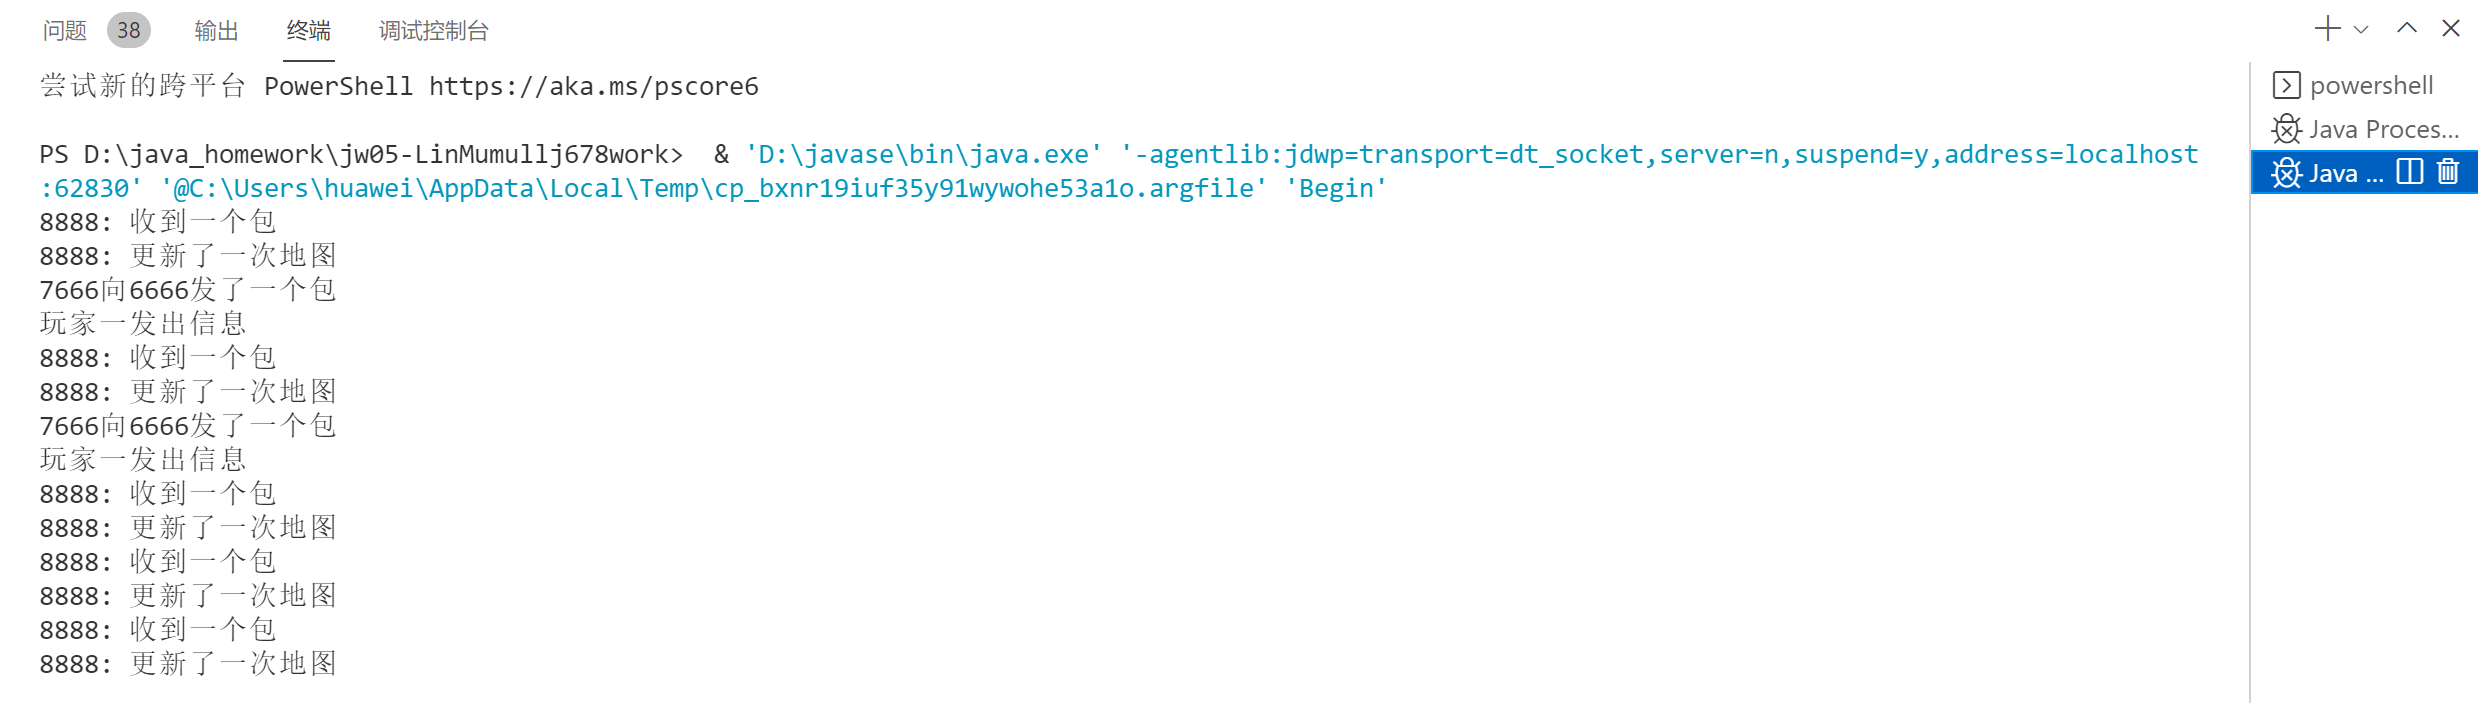 问题 38 输出 终端 调试控制台
尝试新的跨平台 PowerShell https://aka.ms/pscore6
PS D:\java_homework\jw05-LinMumullj678work>  & 'D:\javase\bin\java.exe' '-agentlib:jdwp=transport=dt_socket,server=n,suspend=y,address=localhost
:62830' '@C:\Users\huawei\AppData\Local\Temp\cp_bxnr19iuf35y91wywohe53a1o.argfile' 'Begin'
8888: 收到一个包
8888: 更新了一次地图
7666向6666发了一个包
玩家一发出信息
8888: 收到一个包
8888: 更新了一次地图
7666向6666发了一个包
玩家一发出信息
8888: 收到一个包
8888: 更新了一次地图
8888: 收到一个包
8888: 更新了一次地图
8888: 收到一个包
8888: 更新了一次地图
powershell
Java Proces...
Java ...